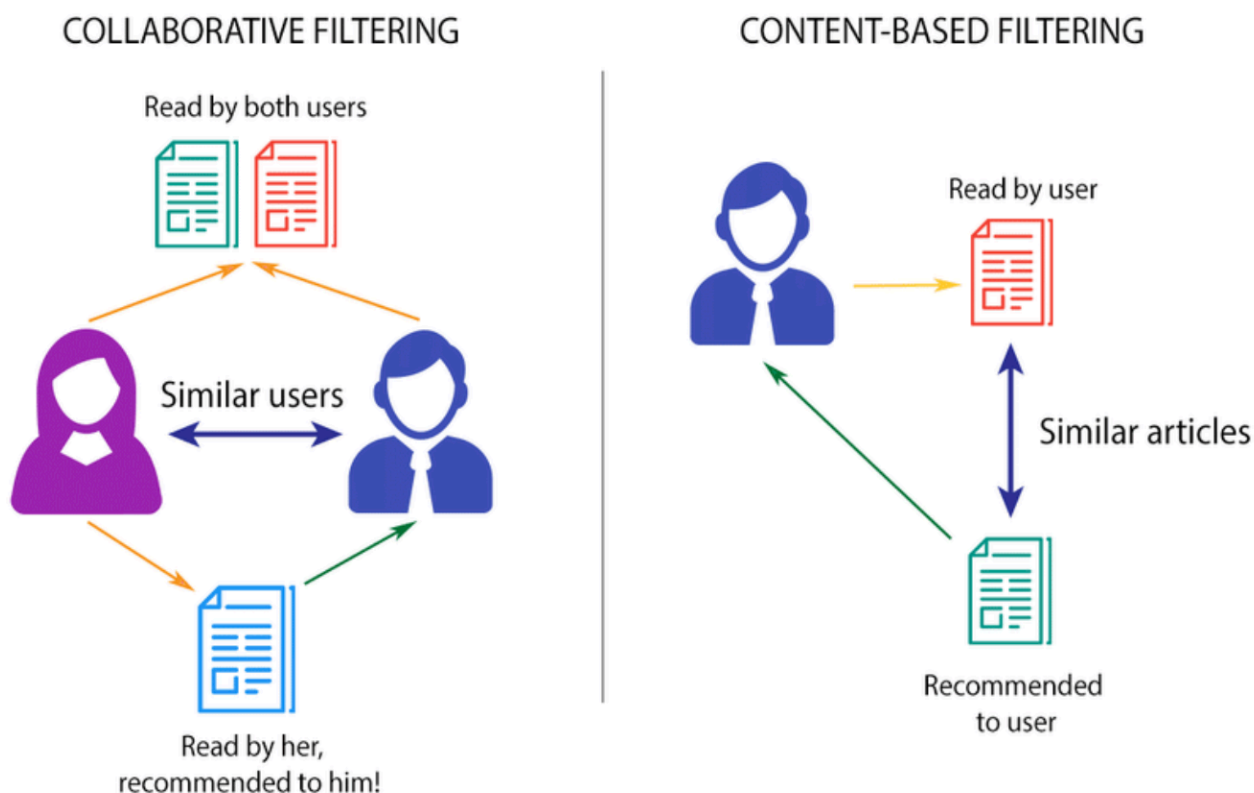 COLLABORATIVE FILTERING
Read by both users
Similar users
Read by her,
recommended to him!
CONTENT-BASED FILTERING
Read by user
Similar articles
Recommended
to user